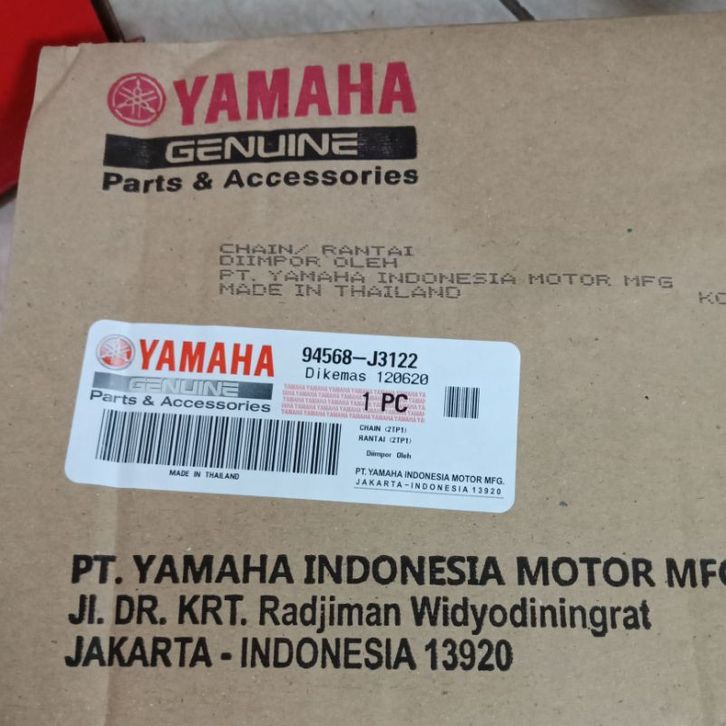 YAMAHA
GENUINE
Parts & Accessories
CHAIN/ RANTAI
DIIMPOR OLEH
PT. YAMAHA INDONESIA MOTOR MFG
MADE IN THAILAND
YAMAHA
GENUINE
Parts & Accessories
94568-J3122
Dikemas 120620
1 PC
CHAIN (2TP1)
RANTAI (2TP1)
Diimpor Oleh
MADE IN THAILAND
PT. YAMAHA INDONESIA MOTOR MFG.
JAKARTA-INDONESIA 13920
PT. YAMAHA INDONESIA MOTOR MFG
Jl. DR. KRT. Radjiman Widyodiningrat
JAKARTA - INDONESIA 13920